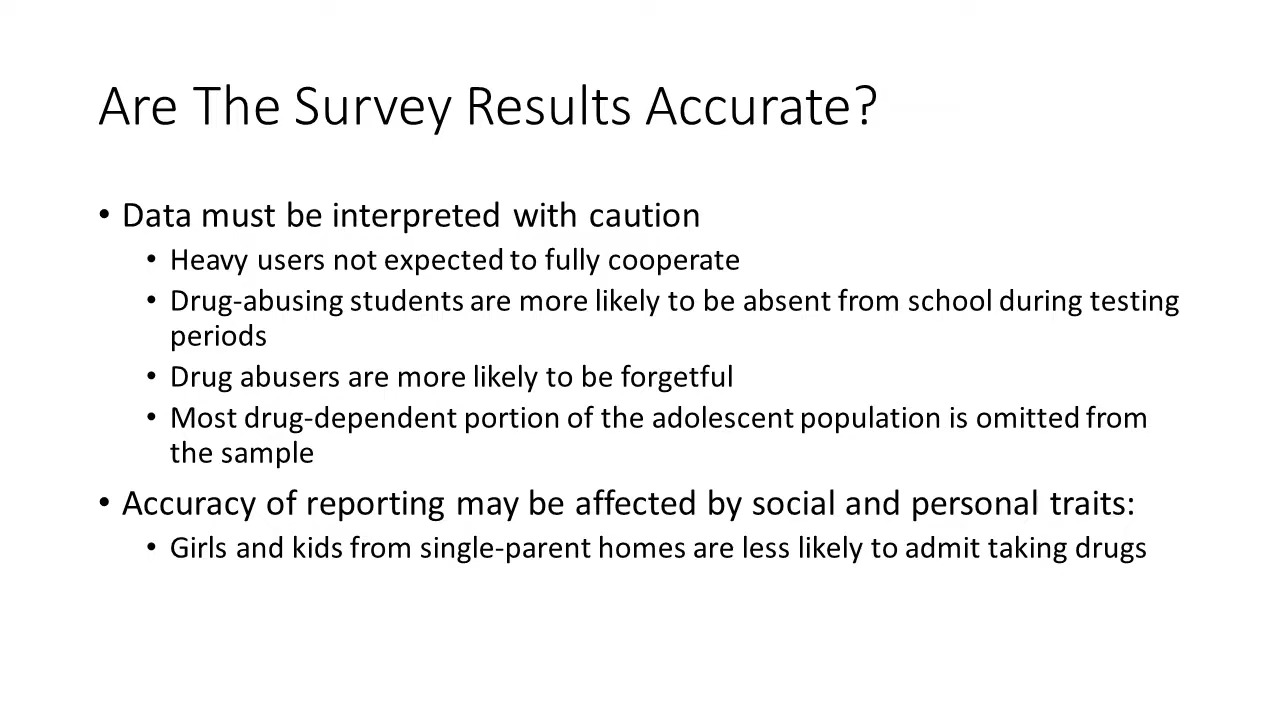 Are The Survey Results Accurate?
• Data must be interpreted with caution
• Heavy users not expected to fully cooperate
• Drug-abusing students are more likely to be absent from school during testing
periods
• Drug abusers are more likely to be forgetful
• Most drug-dependent portion of the adolescent population is omitted from
the sample
• Accuracy of reporting may be affected by social and personal traits:
• Girls and kids from single-parent homes are less likely to admit taking drugs